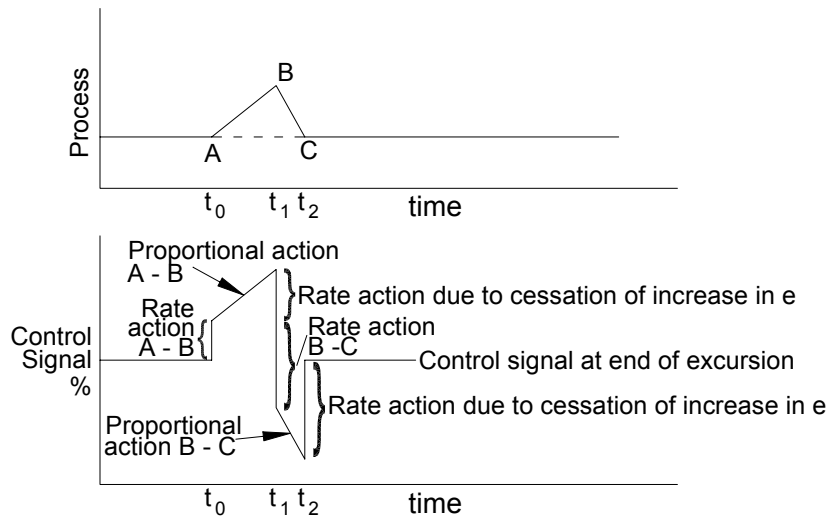 Process
B
A
C
t0
t1
t2
time
Proportional action
A - B
Rate action due to cessation of increase in e
Rate
action
A - B
Rate action
B -C
Control
Signal
%
Control signal at end of excursion
Rate action due to cessation of increase in e
Proportional
action B - C
t0
t1
t2
time